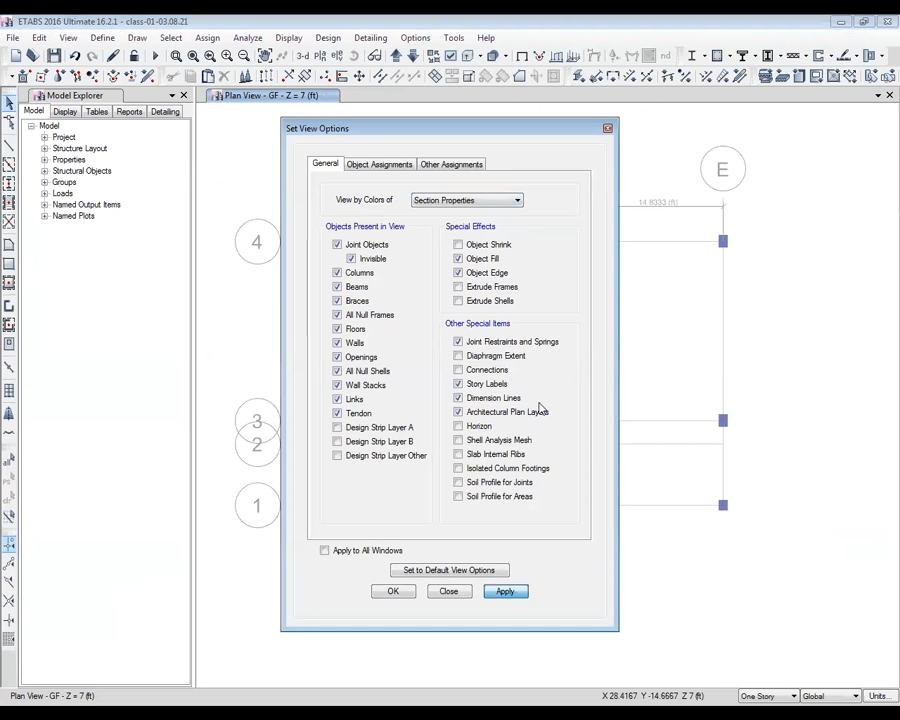 ETABS 2016 Ultimate 16.2.1 - class-01-03.08.21
File Edit View Define Draw Select Assign Analyze Display Design Detailing Options Tools Help
3-d
Model Explorer
Plan View - GF - Z = 7 (ft)
Model Display Tables Reports Detailing
Model
Project
Structure Layout
Properties
Structural Objects
Groups
Loads
Named Output Items
Named Plots
Set View Options
General Object Assignments Other Assignments
View by Colors of Section Properties
Objects Present in View
Joint Objects
Invisible
Columns
Beams
Braces
All Null Frames
Floors
Walls
Openings
All Null Shells
Wall Stacks
Links
Tendon
Design Strip Layer A
Design Strip Layer B
Design Strip Layer Other
Special Effects
Object Shrink
Object Fill
Object Edge
Extrude Frames
Extrude Shells
Other Special Items
Joint Restraints and Springs
Diaphragm Extent
Connections
Story Labels
Dimension Lines
Architectural Plan Layers
Horizon
Shell Analysis Mesh
Slab Internal Ribs
Isolated Column Footings
Soil Profile for Joints
Soil Profile for Areas
Apply to All Windows
Set to Default View Options
OK Close Apply
E
14.8333 (ft)
4
3
2
1
Plan View - GF - Z = 7 (ft)
X 28.4167 Y -14.6667 Z 7 (ft)
One Story
Global
Units...